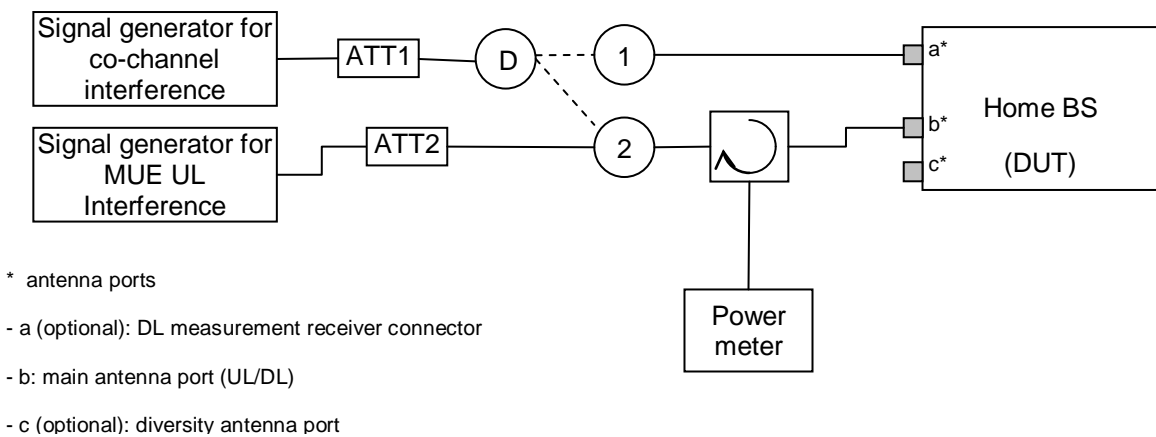 Signal generator for
co-channel
interference
ATT1
D
1
a*
Home BS
(DUT)
b*
c*
Signal generator for
MUE UL
Interference
ATT2
2
Power
meter
* antenna ports
- a (optional): DL measurement receiver connector
- b: main antenna port (UL/DL)
- c (optional): diversity antenna port